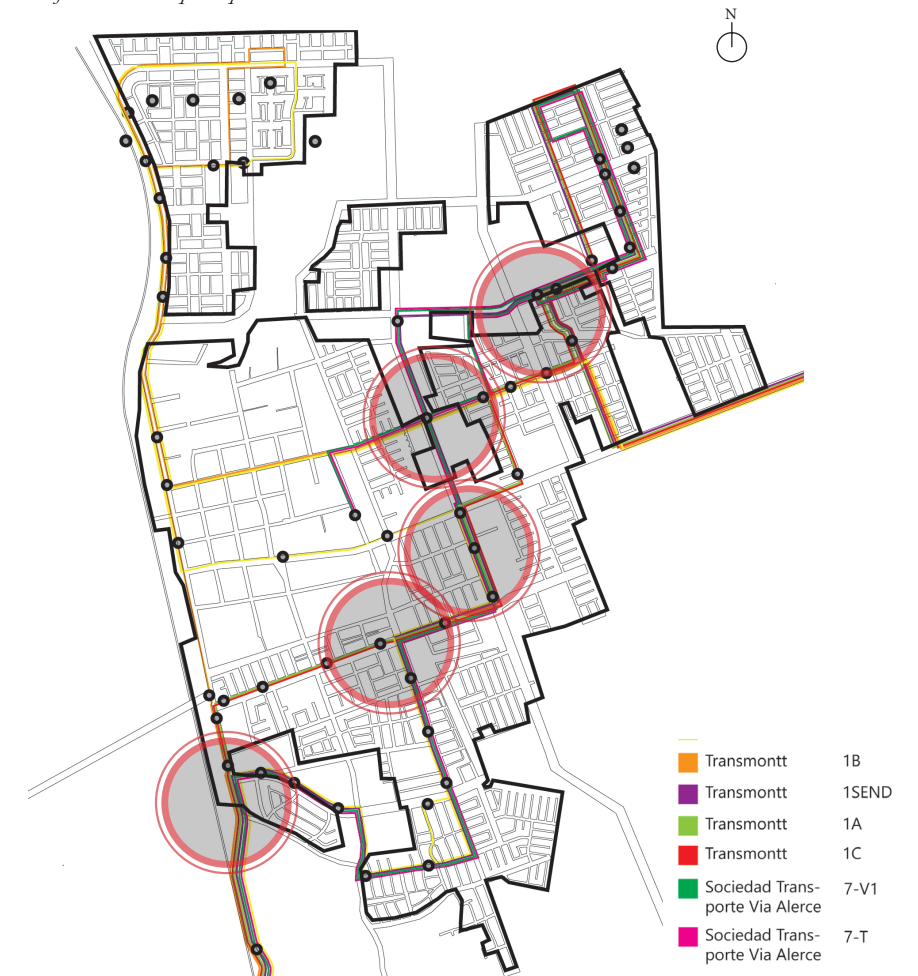 N
Transmontt 1B
Transmontt 1SEND
Transmontt 1A
Transmontt 1C
Sociedad Trans- 7-V1
porte Via Alerce
Sociedad Trans- 7-T
porte Via Alerce